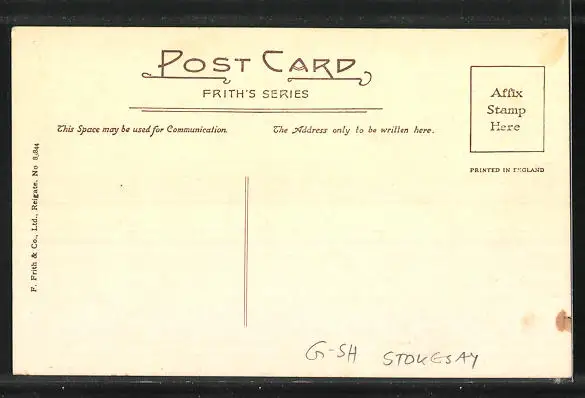 POST CARD
FRITH'S SERIES
This Space may be used for Communication.
The Address only to be written here.
Affix
Stamp
Here
PRINTED IN ENGLAND
F. Frith & Co., Ltd., Reigate. No 8,844
G-SH STOKESAY